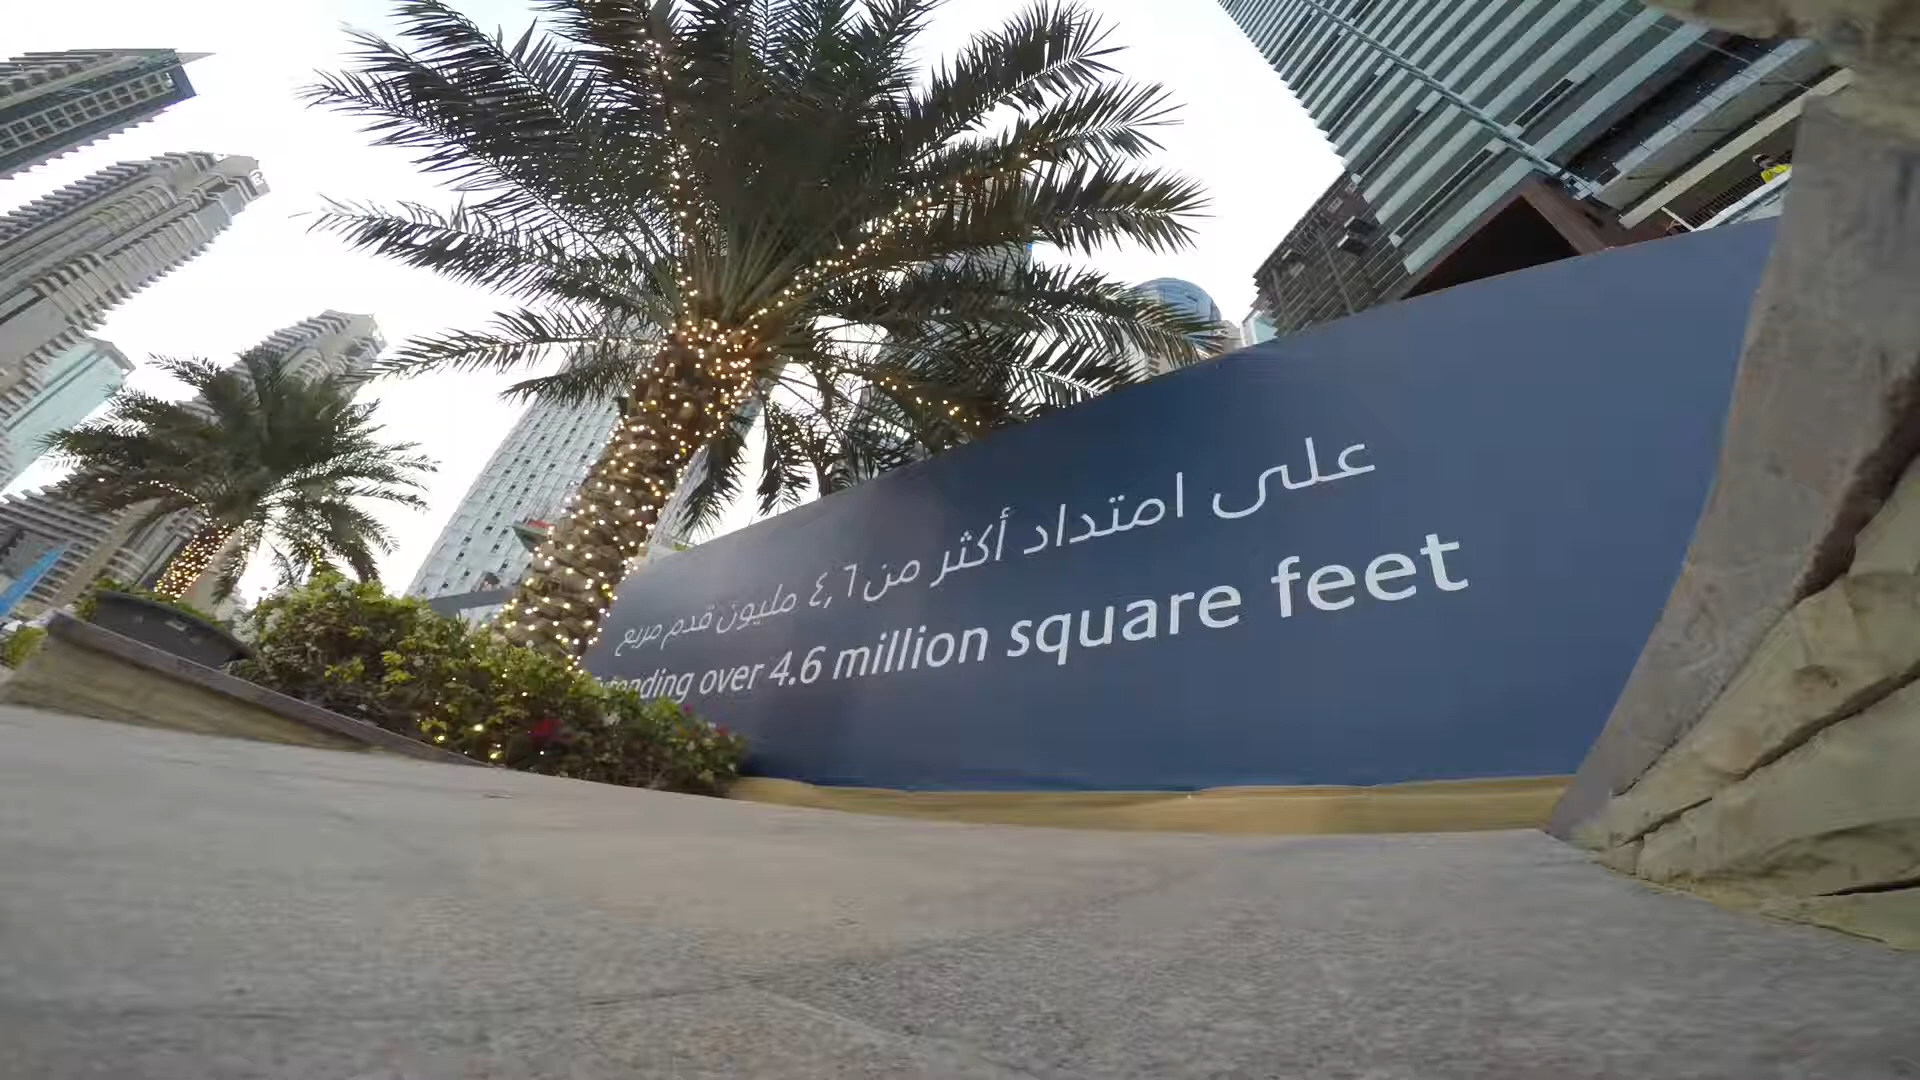 على امتداد أكثر من ٤,٦ مليون قدم مربع
over 4.6 million square feet